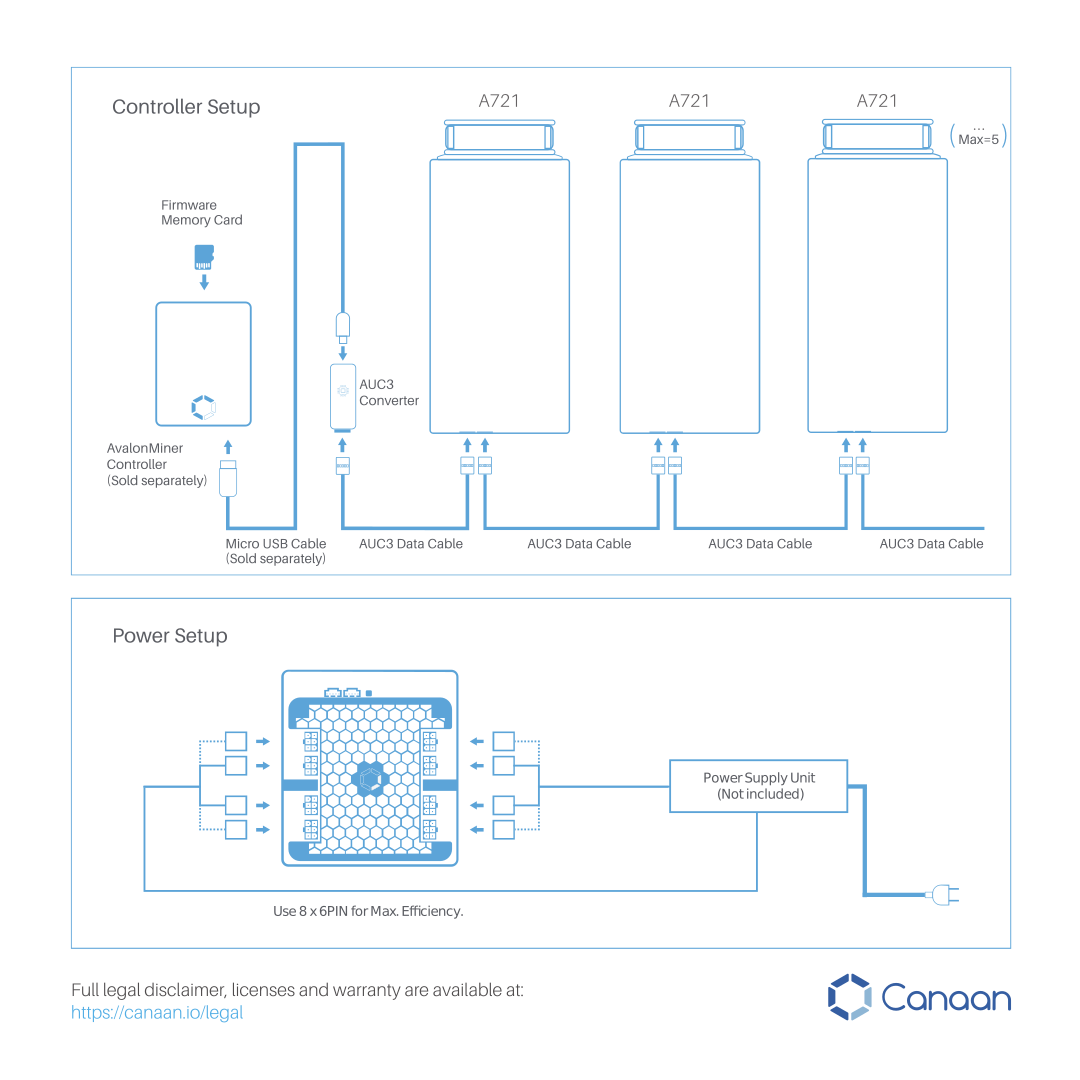 Controller Setup
A721
A721
A721
...
(Max=5)
Firmware
Memory Card
AUC3
Converter
AvalonMiner
Controller
(Sold separately)
Micro USB Cable
(Sold separately)
AUC3 Data Cable
AUC3 Data Cable
AUC3 Data Cable
AUC3 Data Cable
Power Setup
Power Supply Unit
(Not included)
Use 8 x 6PIN for Max. Efficiency.
Full legal disclaimer, licenses and warranty are available at:
https://canaan.io/legal
Canaan